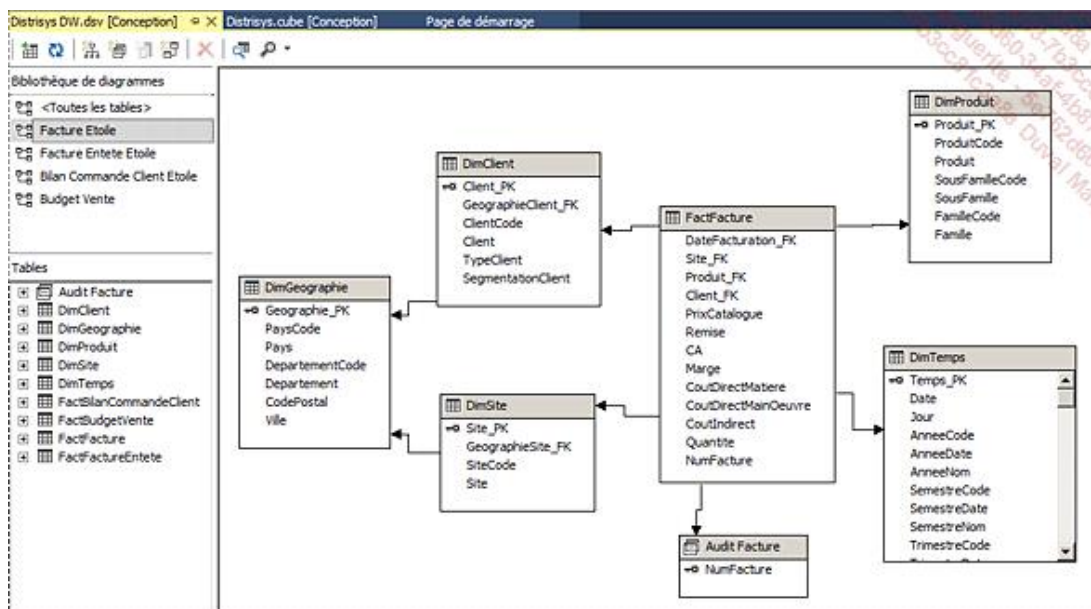 Distrisys DW.dsv [Conception]
Distrisys.cube [Conception]
Page de démarrage
Bibliothèque de diagrammes
<Toutes les tables>
Facture Etoile
Facture Entete Etoile
Bilan Commande Client Etoile
Budget Vente
Tables
Audit Facture
DimClient
DimGeographie
DimProduit
DimSite
DimTemps
FactBilanCommandeClient
FactBudgetVente
FactFacture
FactFactureEntete
DimGeographie
Geographie_PK
PaysCode
Pays
DepartementCode
Departement
CodePostal
Ville
DimClient
Client_PK
GeographieClient_FK
ClientCode
Client
TypeClient
SegmentationClient
DimSite
Site_PK
GeographieSite_FK
SiteCode
Site
FactFacture
DateFacturation_FK
Site_FK
Produit_FK
Client_FK
PrixCatalogue
Remise
CA
Marge
CoutDirectMatiere
CoutDirectMainOeuvre
CoutIndirect
Quantite
NumFacture
Audit Facture
NumFacture
DimProduit
Produit_PK
ProduitCode
Produit
SousFamilleCode
SousFamille
FamilleCode
Famille
DimTemps
Temps_PK
Date
Jour
AnneeCode
AnneeDate
AnneeNom
SemestreCode
SemestreDate
SemestreNom
TrimestreCode